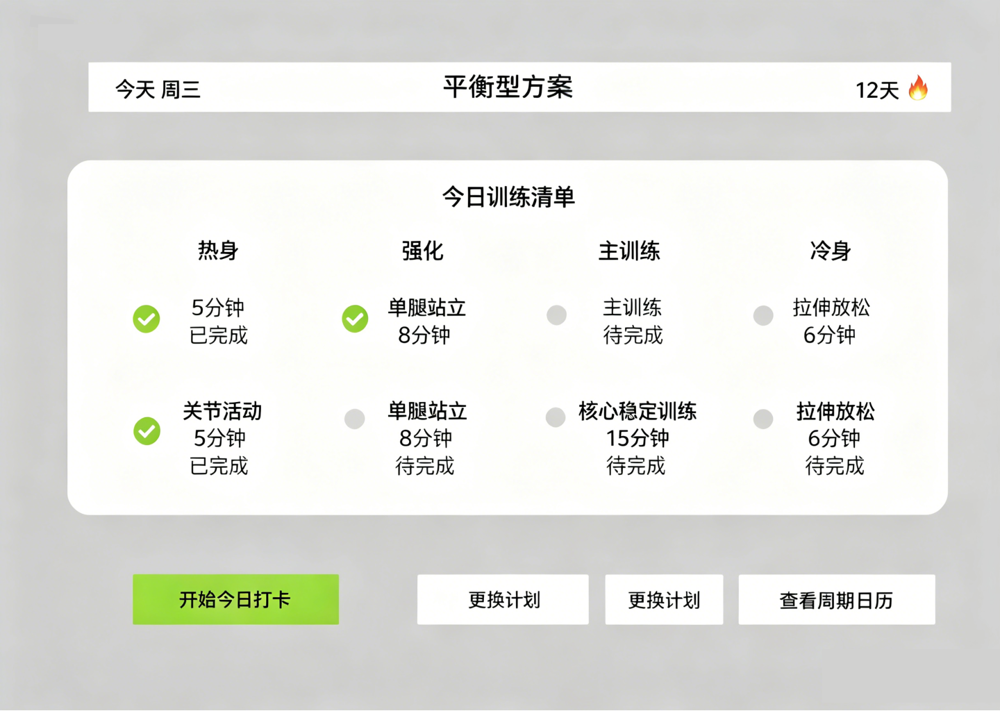 今天 周三
平衡型方案
12天 🔥
今日训练清单
热身
强化
主训练
冷身
5分钟
已完成
单腿站立
8分钟
主训练
待完成
拉伸放松
6分钟
关节活动
5分钟
已完成
单腿站立
8分钟
待完成
核心稳定训练
15分钟
待完成
拉伸放松
6分钟
待完成
开始今日打卡
更换计划
更换计划
查看周期日历